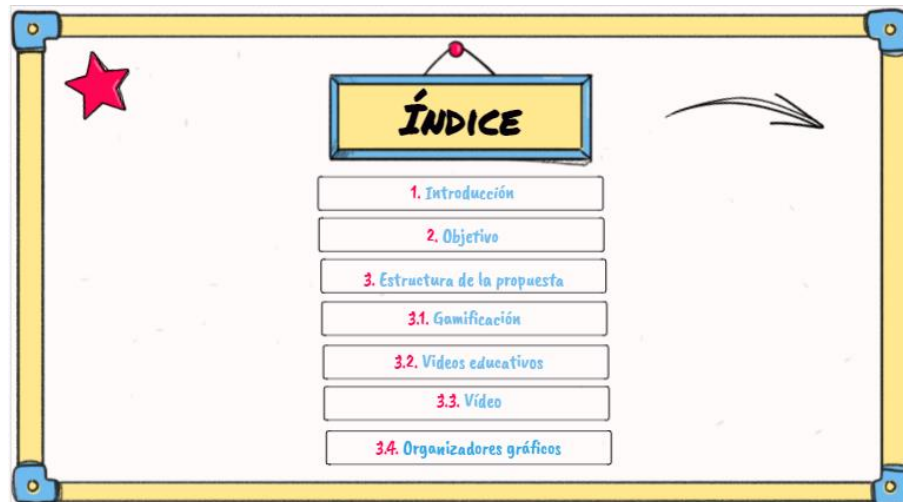 ÍNDICE
1. Introducción
2. Objetivo
3. Estructura de la propuesta
3.1. Gamificación
3.2. Videos educativos
3.3. Vídeo
3.4. Organizadores gráficos